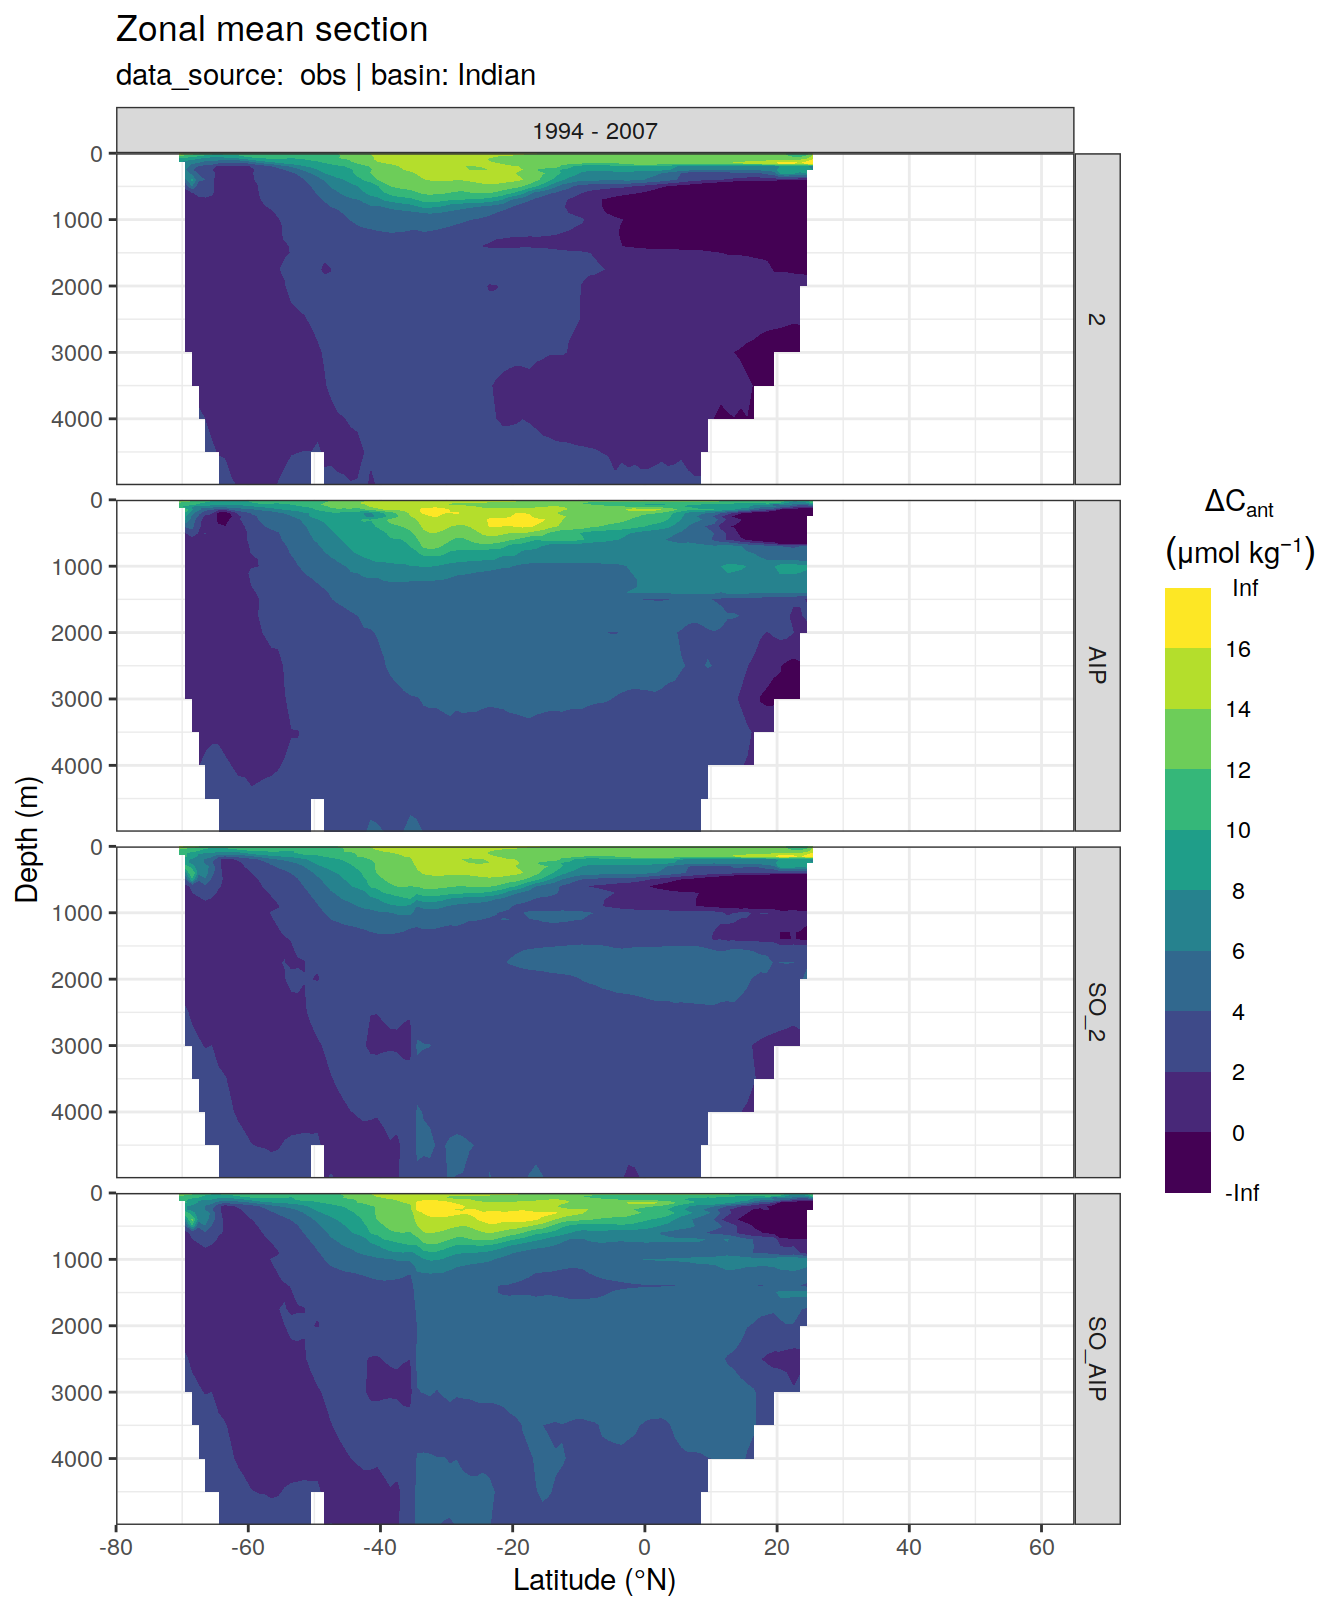 Zonal mean section
data_source:  obs | basin: Indian
1994 - 2007
0
1000
2000
3000
4000
2
0
1000
2000
3000
4000
AIP
0
1000
2000
3000
4000
SO_2
0
1000
2000
3000
4000
SO_AIP
-80 -60 -40 -20 0 20 40 60
Latitude (°N)
Depth (m)
ΔCant
(μmol kg⁻¹)
Inf
16
14
12
10
8
6
4
2
0
-Inf